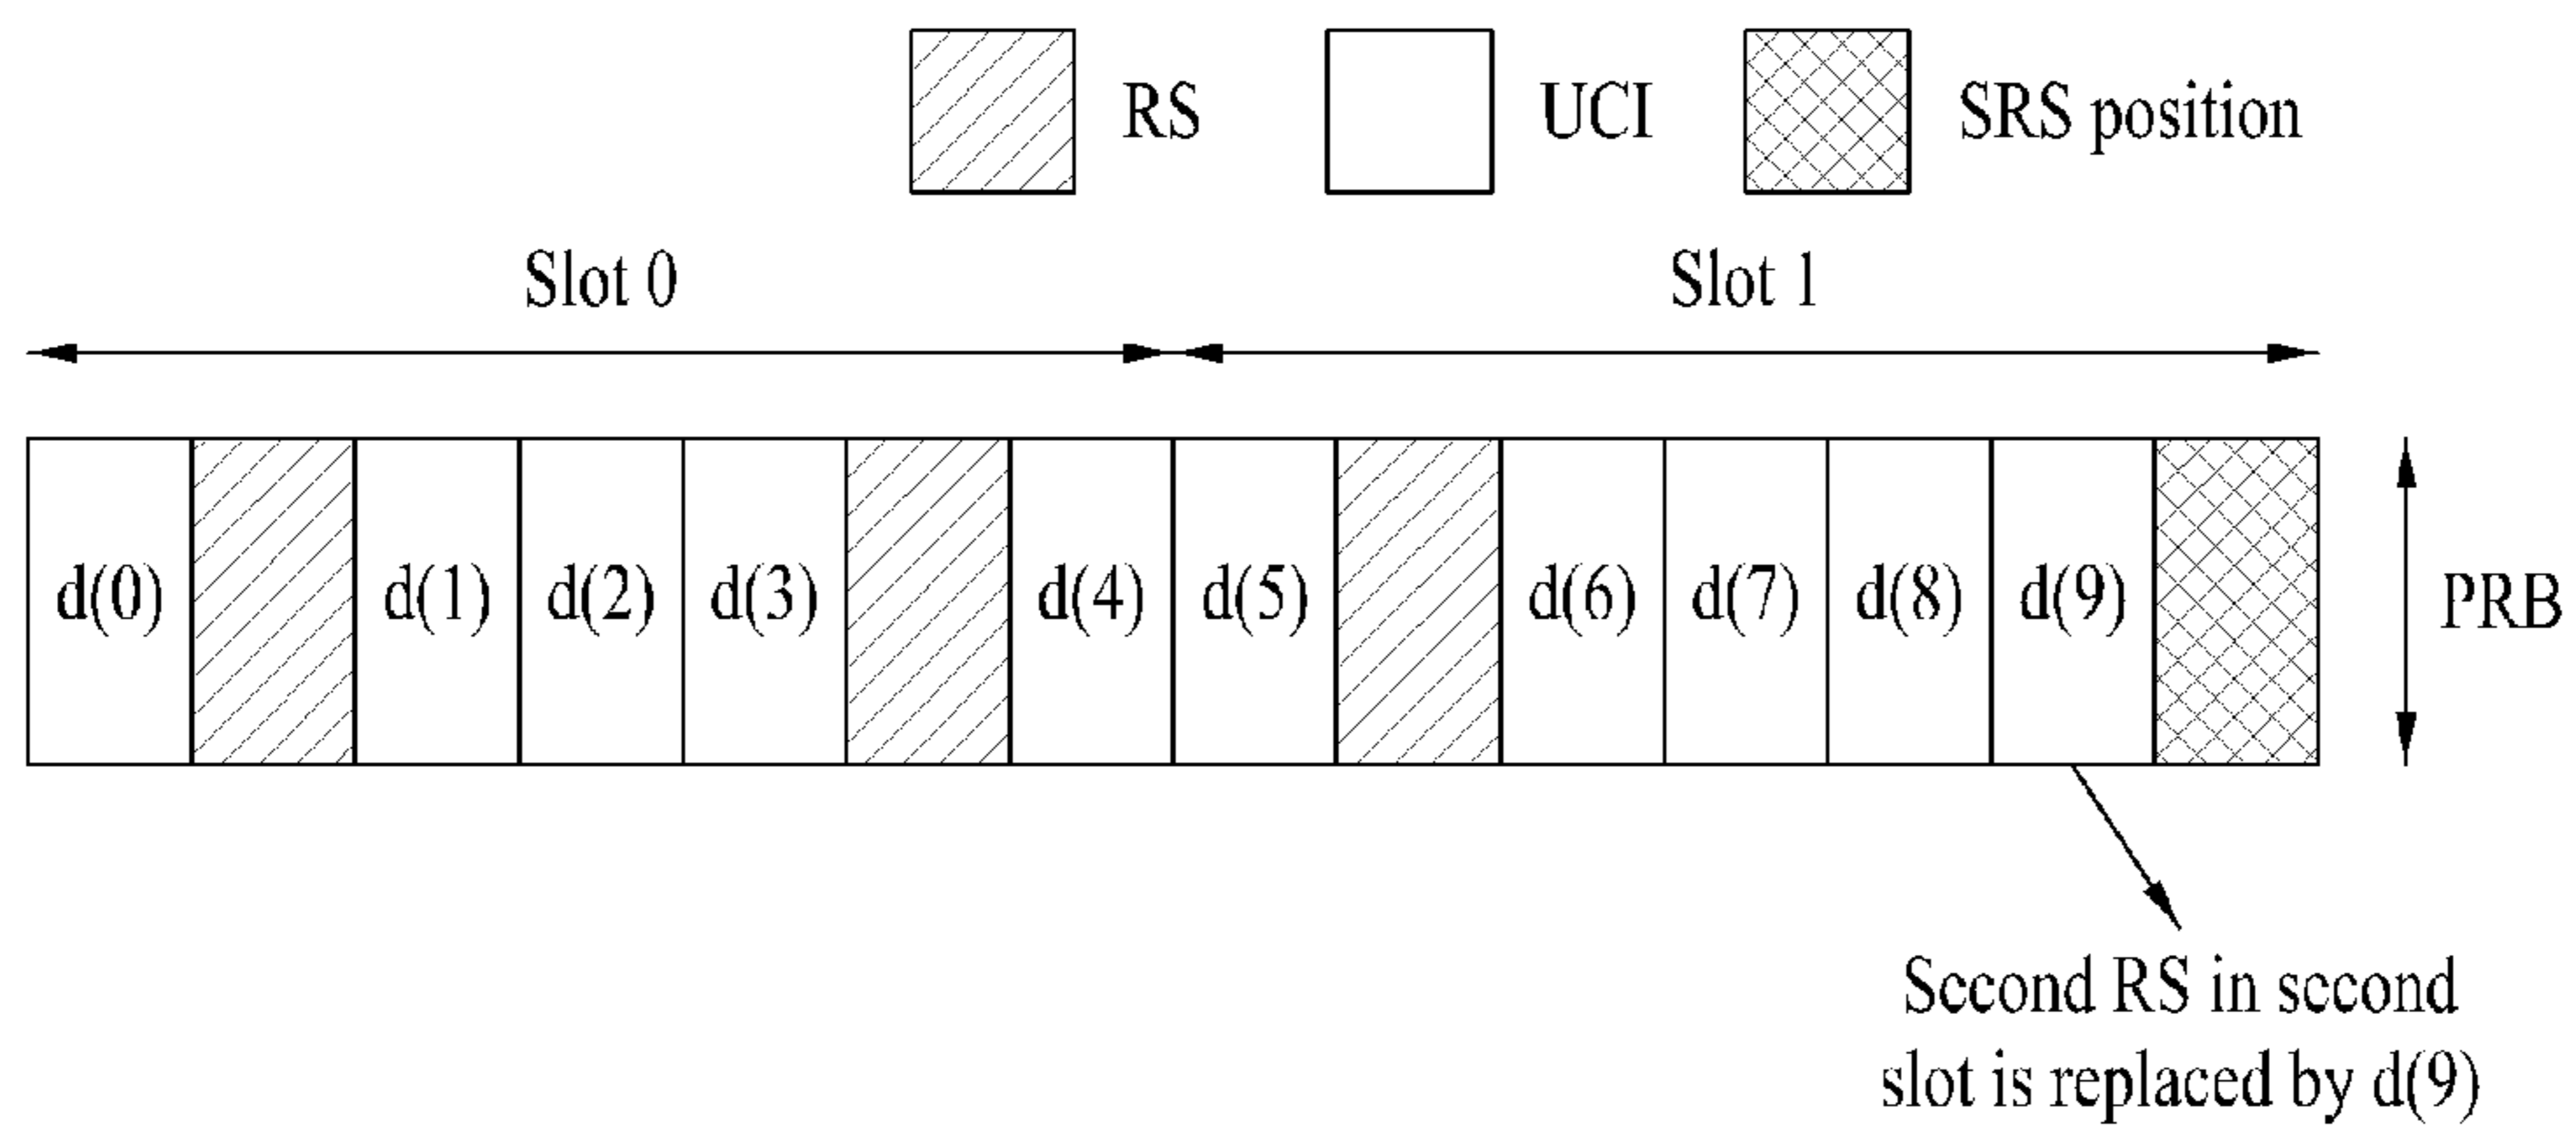 RS UCI SRS position
Slot 0 Slot 1
d(0) d(1) d(2) d(3) d(4) d(5) d(6) d(7) d(8) d(9) PRB
Second RS in second
slot is replaced by d(9)